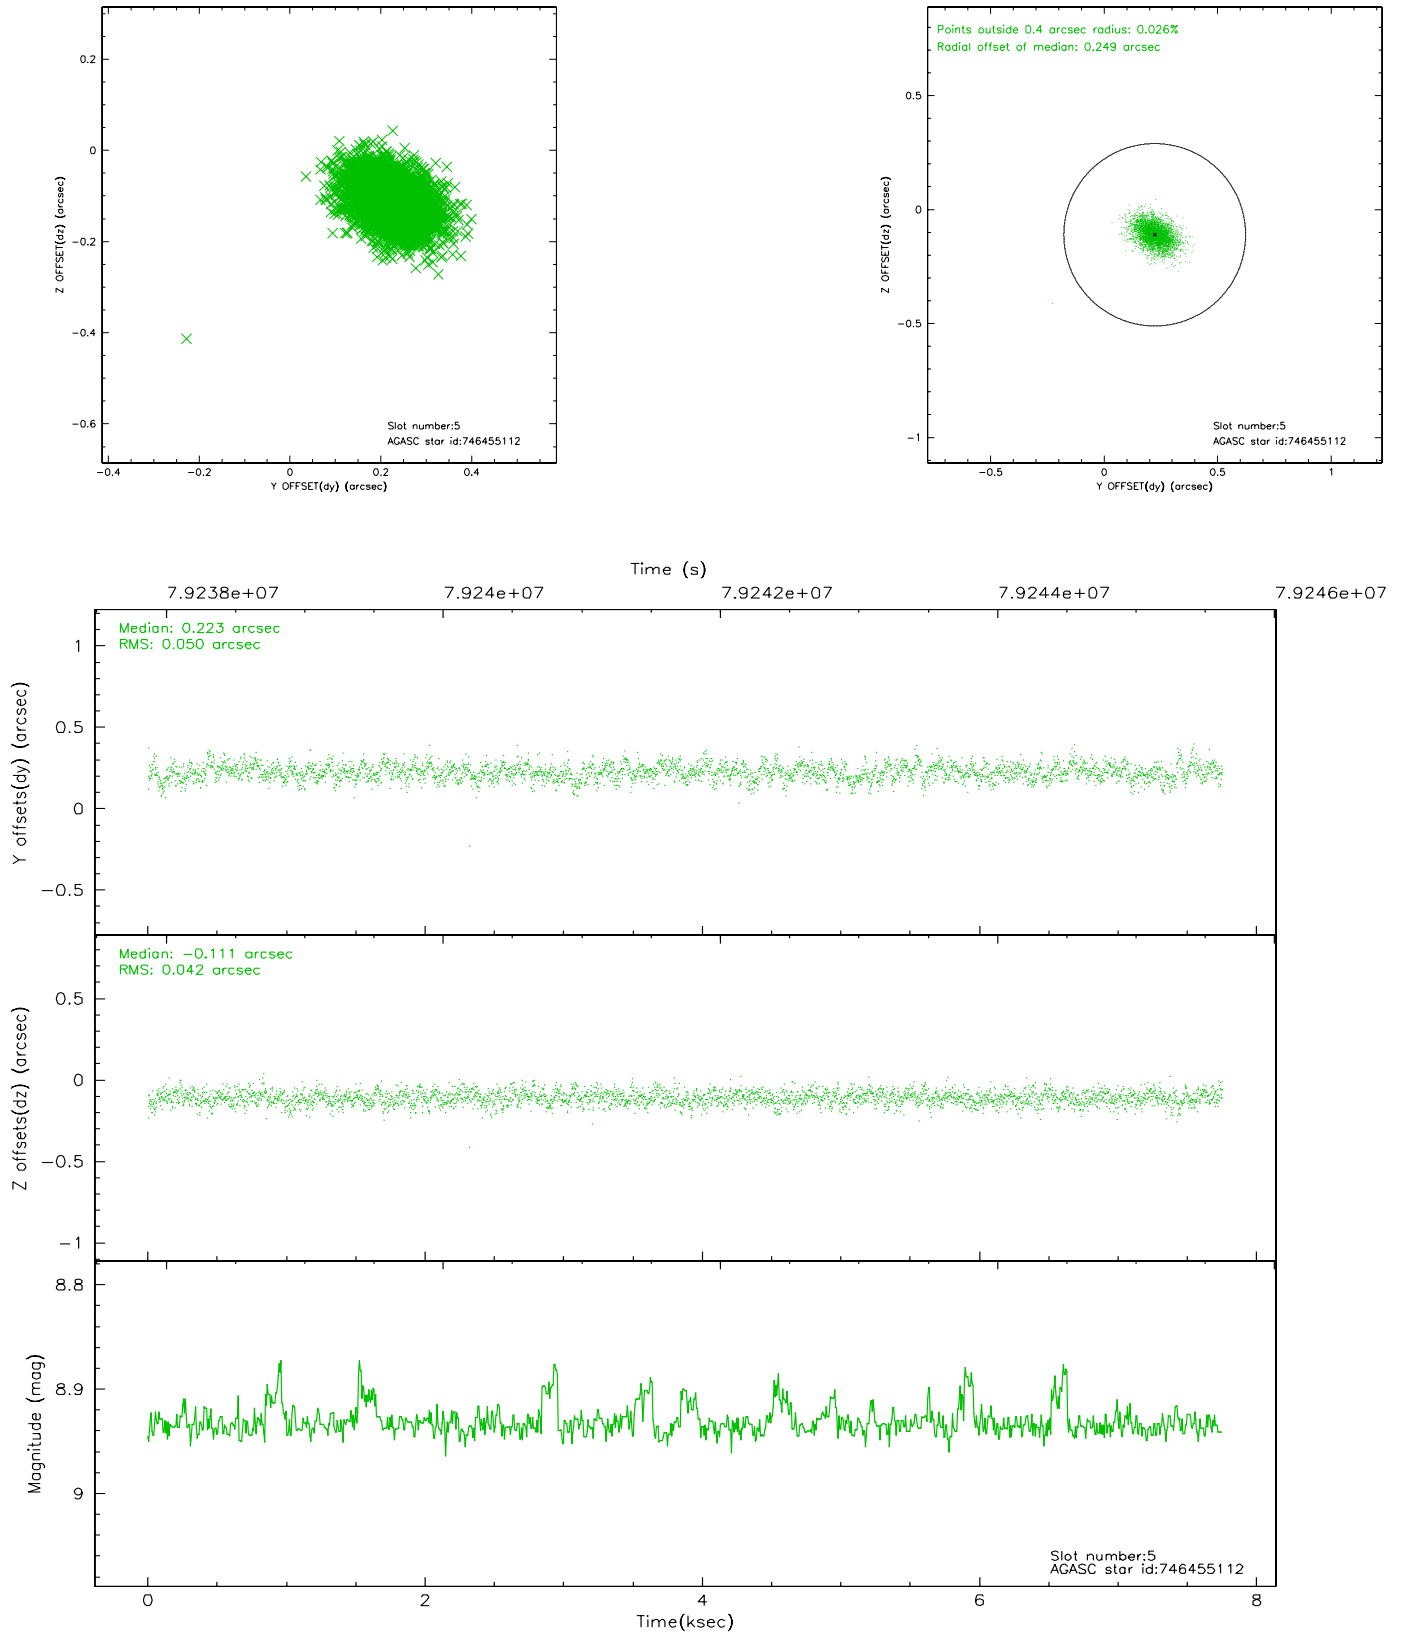 0.2
0
-0.2
-0.4
-0.6
Z OFFSET(dz) (arcsec)
Slot number:5
AGASC star id:746455112
-0.4
-0.2
0
0.2
0.4
Y OFFSET(dy) (arcsec)
Points outside 0.4 arcsec radius: 0.026%
Radial offset of median: 0.249 arcsec
0.5
0
-0.5
-1
Z OFFSET(dz) (arcsec)
Slot number:5
AGASC star id:746455112
-0.5
0
0.5
1
Y OFFSET(dy) (arcsec)
Time (s)
7.9238e+07
7.924e+07
7.9242e+07
7.9244e+07
7.9246e+07
Median: 0.223 arcsec
RMS: 0.050 arcsec
1
0.5
0
-0.5
Y offsets(dy) (arcsec)
Median: -0.111 arcsec
RMS: 0.042 arcsec
0.5
0
-0.5
-1
Z offsets(dz) (arcsec)
8.8
8.9
9
Magnitude (mag)
Slot number:5
AGASC star id:746455112
0
2
4
6
8
Time(ksec)